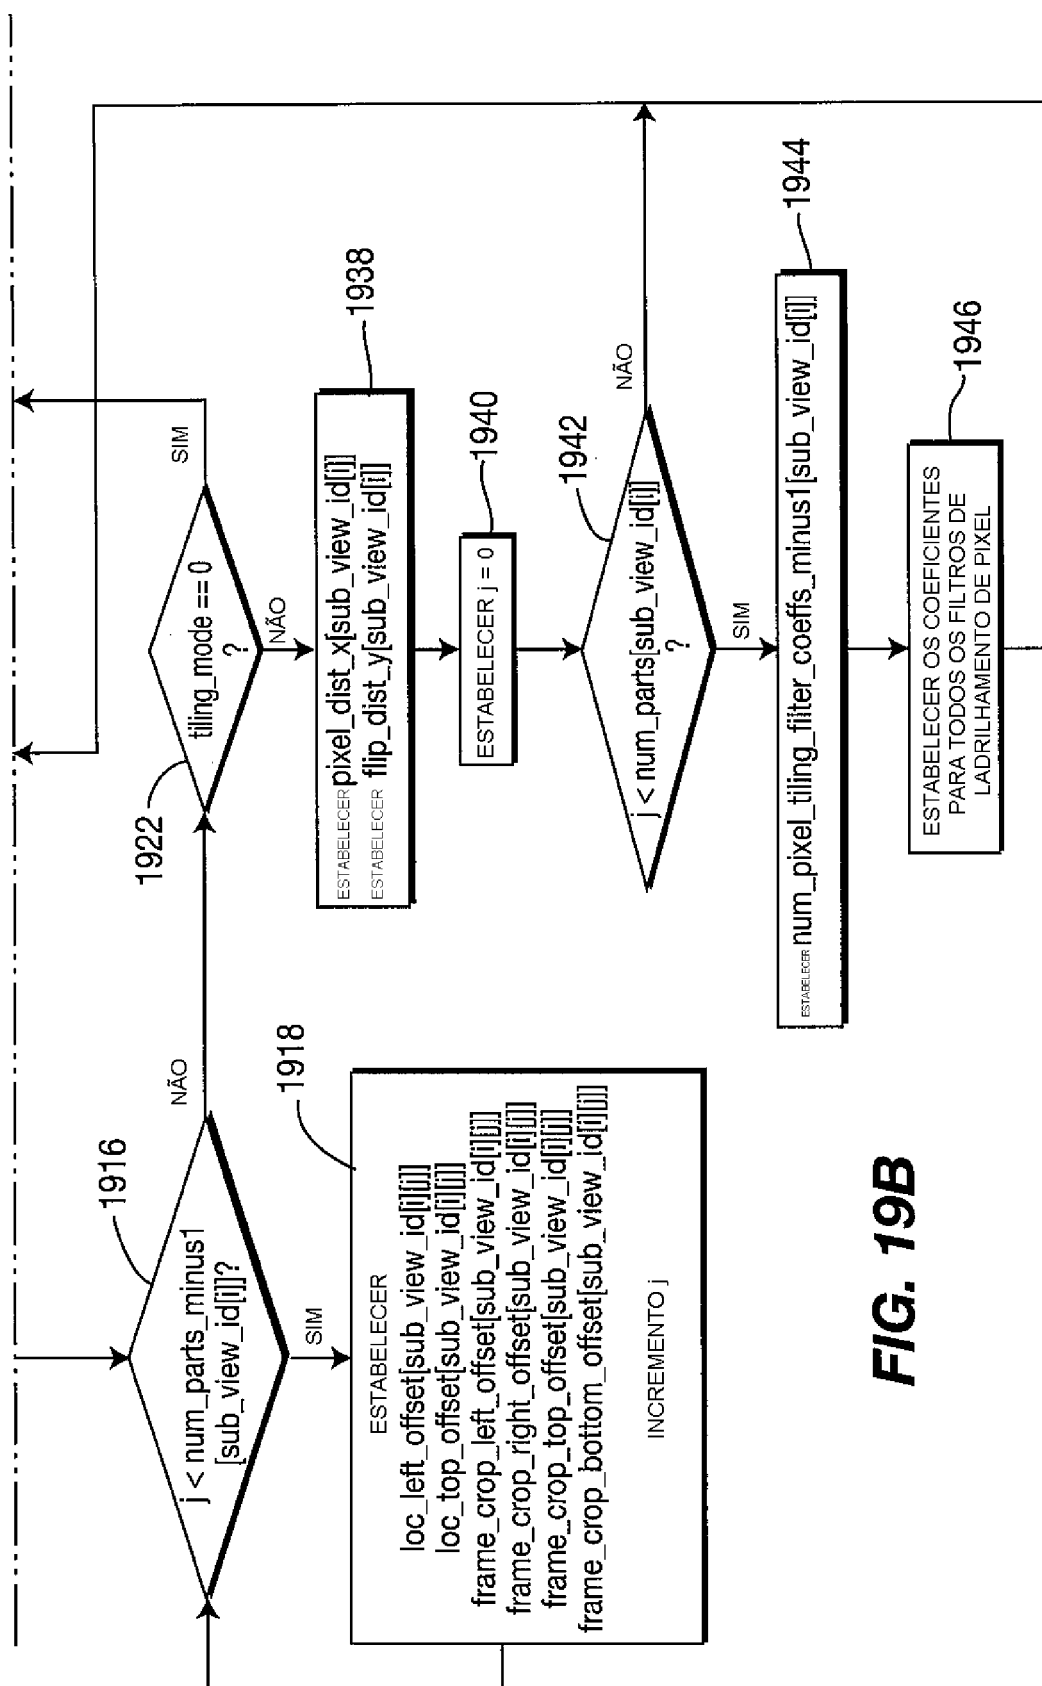 1916
j < num_parts_minus1
[sub_view_id[i]]?
NÃO
SIM
1918
ESTABELECER
loc_left_offset[sub_view_id[i][j]]
loc_top_offset[sub_view_id[i][j]]
frame_crop_left_offset[sub_view_id[i][j]]
frame_crop_right_offset[sub_view_id[i][j]]
frame_crop_top_offset[sub_view_id[i][j]]
frame_crop_bottom_offset[sub_view_id[i][j]]
INCREMENTO j
1922
tiling_mode == 0
?
SIM
NÃO
1938
ESTABELECER pixel_dist_x[sub_view_id[i]]
ESTABELECER flip_dist_y[sub_view_id[i]]
1940
ESTABELECER j = 0
1942
j < num_parts[sub_view_id[i]]
?
NÃO
SIM
1944
ESTABELECER num_pixel_tiling_filter_coeffs_minus1[sub_view_id[i]]
1946
ESTABELECER OS COEFICIENTES
PARA TODOS OS FILTROS DE
LADRILHAMENTO DE PIXEL
FIG. 19B